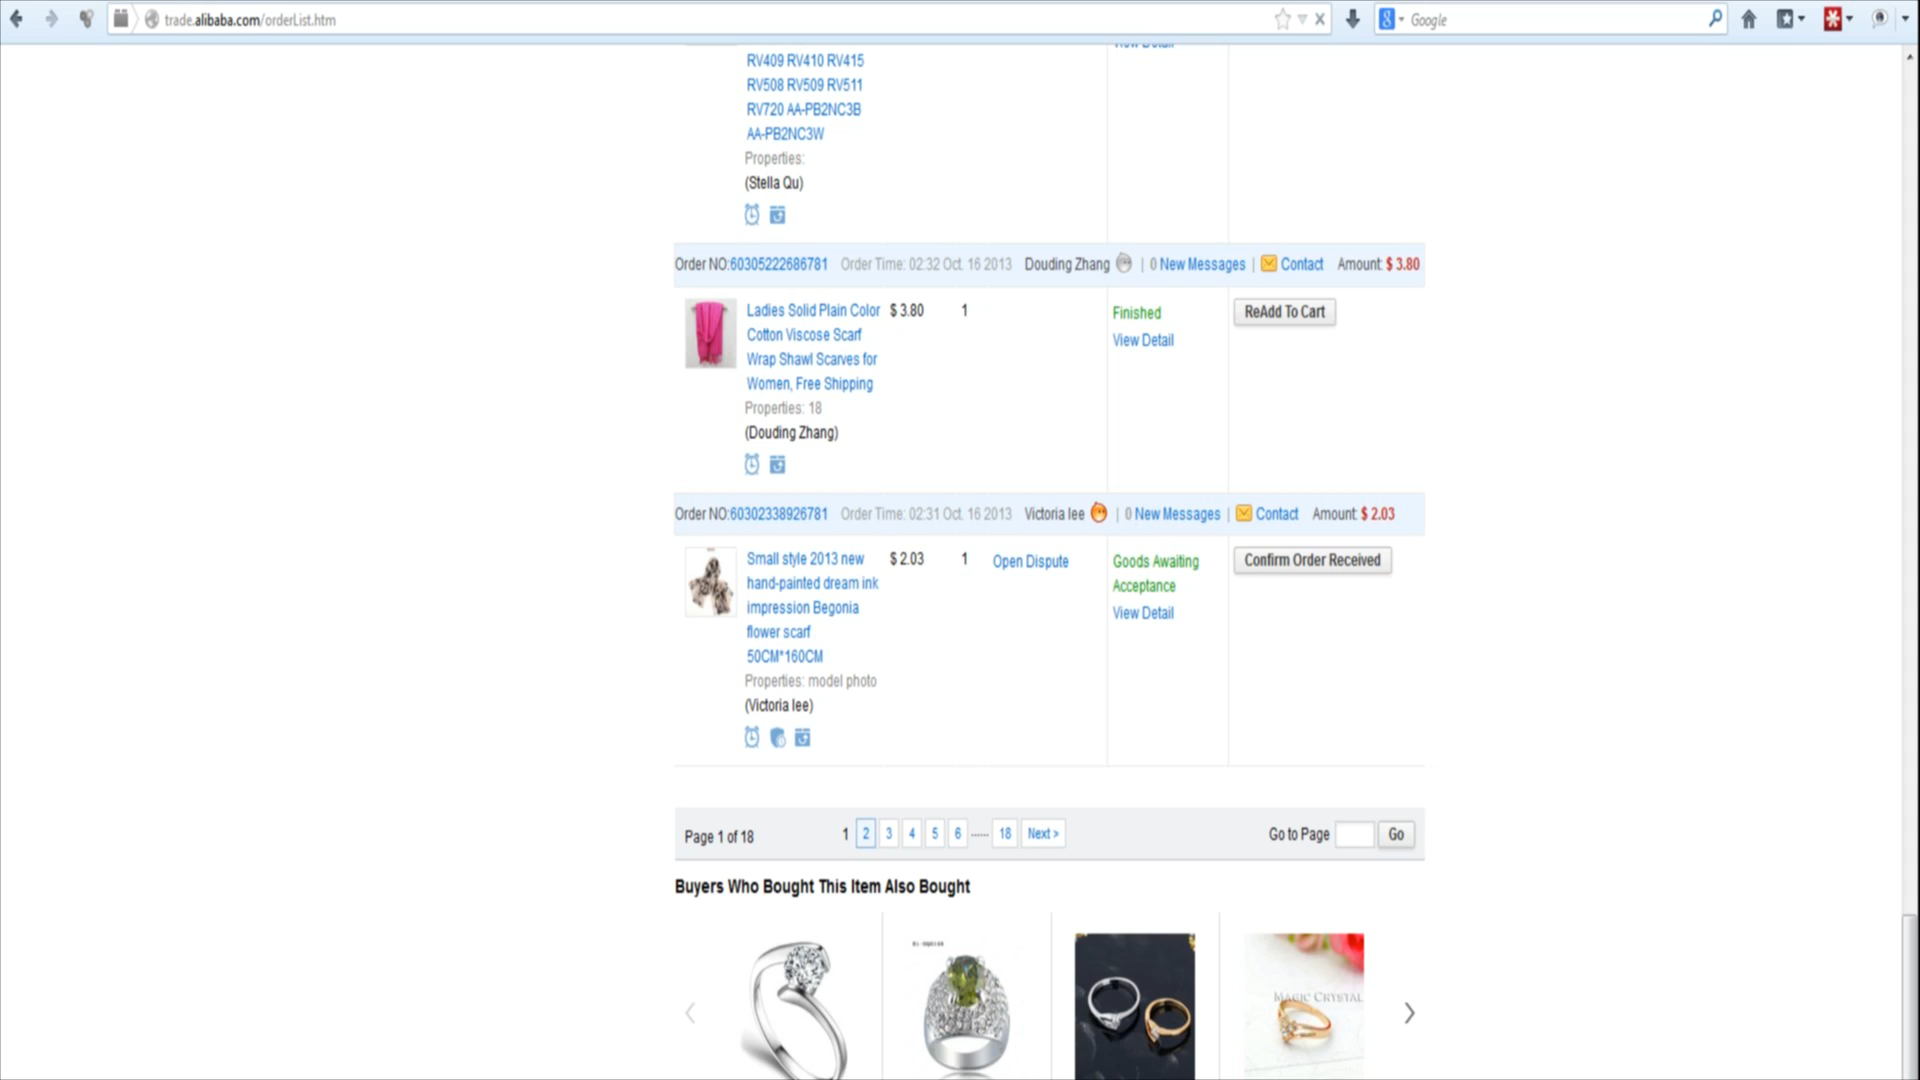 trade.alibaba.com/orderList.htm
Google
RV409 RV410 RV415
RV508 RV509 RV511
RV720 AA-PB2NC3B
AA-PB2NC3W
Properties:
(Stella Qu)
Order NO:60305222686781 Order Time: 02:32 Oct. 16 2013 Douding Zhang | 0 New Messages | Contact Amount: $ 3.80
Ladies Solid Plain Color $ 3.80 1 Finished ReAdd To Cart
Cotton Viscose Scarf View Detail
Wrap Shawl Scarves for
Women, Free Shipping
Properties: 18
(Douding Zhang)
Order NO:60302338926781 Order Time: 02:31 Oct. 16 2013 Victoria lee | 0 New Messages | Contact Amount: $ 2.03
Small style 2013 new $ 2.03 1 Open Dispute Goods Awaiting Confirm Order Received
hand-painted dream ink Acceptance
impression Begonia View Detail
flower scarf
50CM*160CM
Properties: model photo
(Victoria lee)
Page 1 of 18 1 2 3 4 5 6 ...... 18 Next > Go to Page Go
Buyers Who Bought This Item Also Bought
MAGIC CRYSTAL